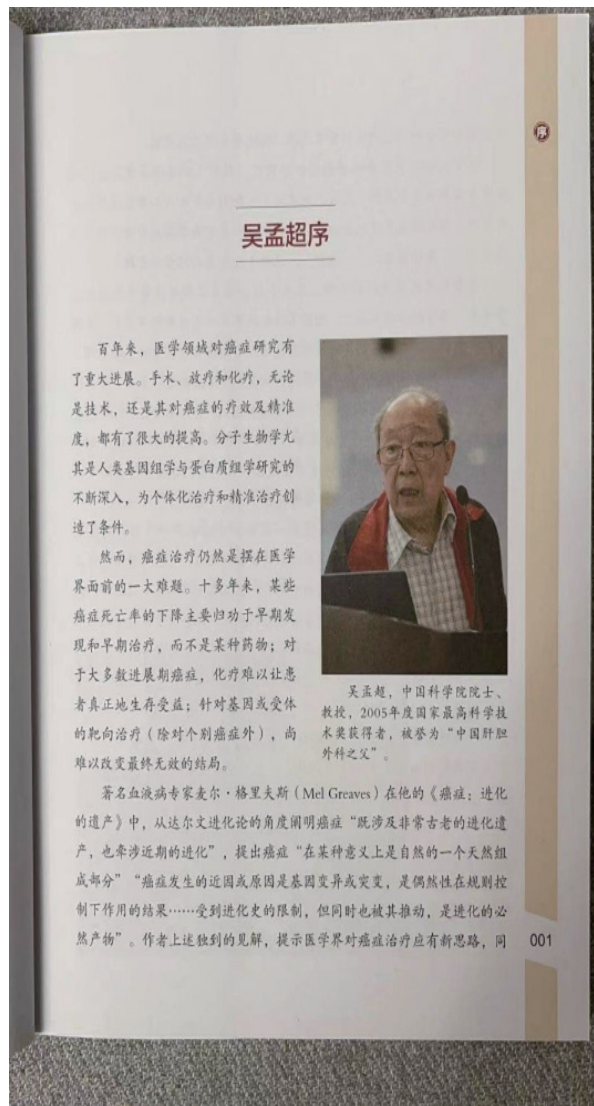 序
吴孟超序
百年来，医学领域对癌症研究有
了重大进展。手术、放疗和化疗，无论
是技术，还是其对癌症的疗效及精准
度，都有了很大的提高。分子生物学尤
其是人类基因组学与蛋白质组学研究的
不断深入，为个体化治疗和精准治疗创
造了条件。
然而，癌症治疗仍然是摆在医学
界面前的一大难题。十多年来，某些
癌症死亡率的下降主要归功于早期发
现和早期治疗，而不是某种药物；对
于大多数进展期癌症，化疗难以让患
者真正地生存受益；针对基因或受体
的靶向治疗（除对个别癌症外），尚
难以改变最终无效的结局。
吴孟超，中国科学院院士、
教授，2005年度国家最高科学技
术奖获得者，被誉为“中国肝胆
外科之父”。
著名血液病专家麦尔·格里夫斯（Mel Greaves）在他的《癌症：进化
的遗产》中，从达尔文进化论的角度阐明癌症“既涉及非常古老的进化遗
产，也牵涉近期的进化”，提出癌症“在某种意义上是自然的一个天然组
成部分”“癌症发生的近因或原因是基因变异或突变，是偶然性在规则控
制下作用的结果……受到进化史的限制，但同时也被其推动，是进化的必
然产物”。作者上述独到的见解，提示医学界对癌症治疗应有新思路，同
001